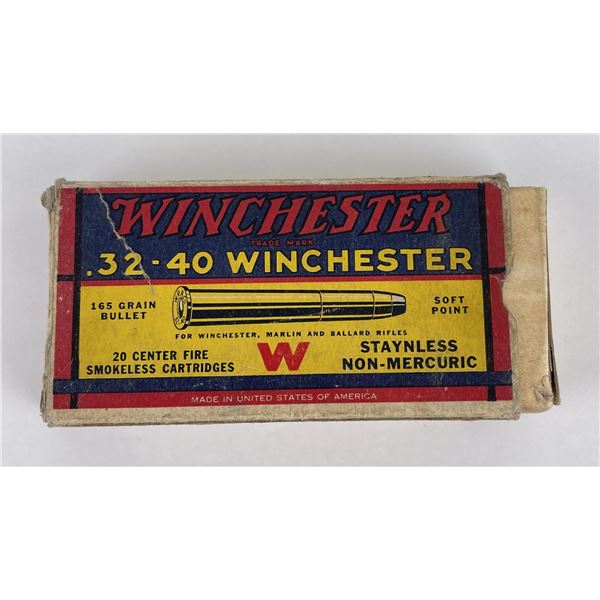 WINCHESTER
TRADE MARK
.32-40 WINCHESTER
165 GRAIN
BULLET
SOFT
POINT
FOR WINCHESTER, MARLIN AND BALLARD RIFLES
20 CENTER FIRE
SMOKELESS CARTRIDGES
W
STAYNLESS
NON-MERCURIC
MADE IN UNITED STATES OF AMERICA